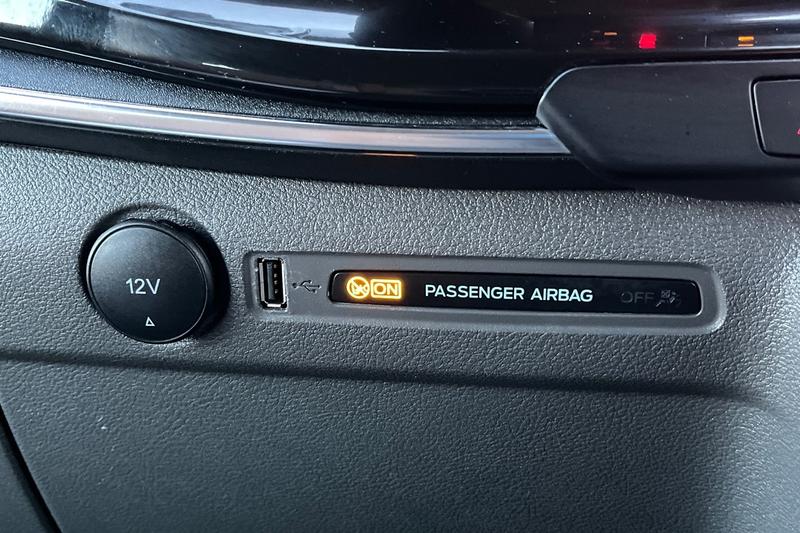 12V
ON PASSENGER AIRBAG OFF